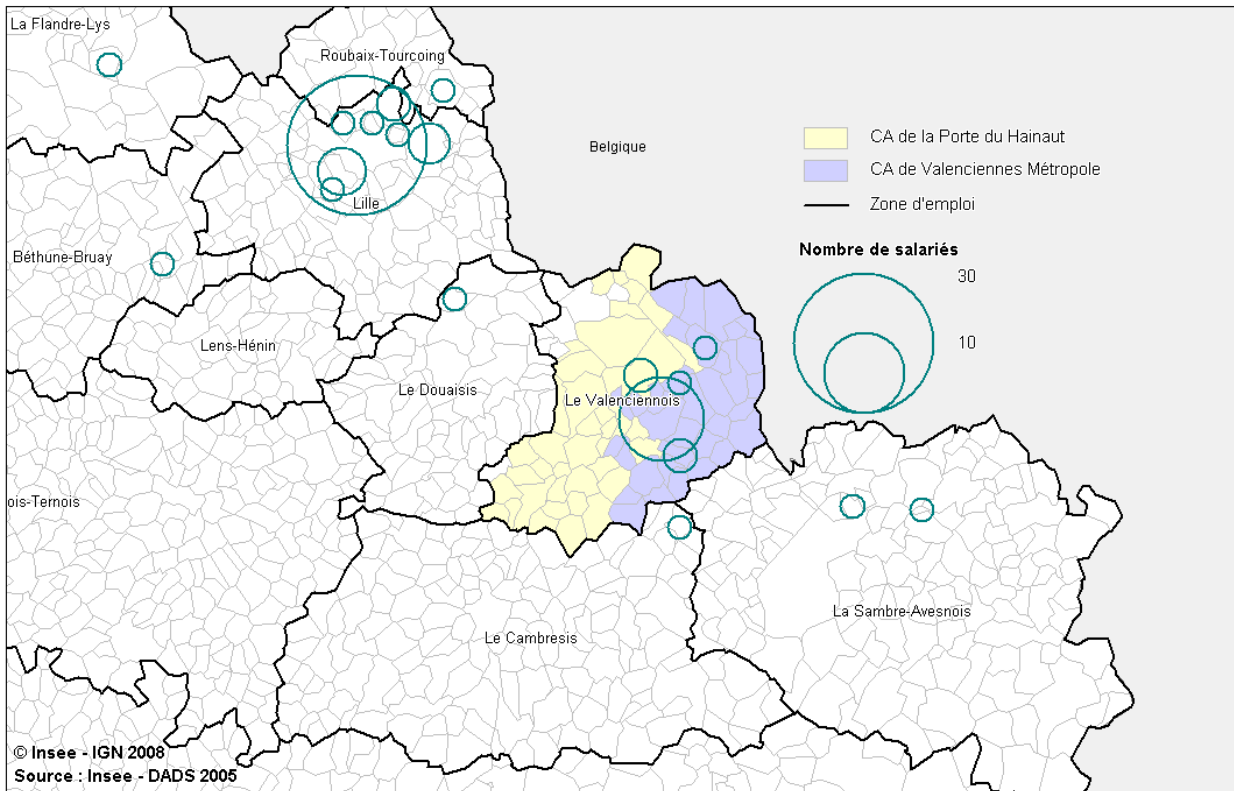 La Flandre-Lys
Roubaix-Tourcoing
Belgique
CA de la Porte du Hainaut
CA de Valenciennes Métropole
Zone d'emploi
Lille
Nombre de salariés
30
10
Béthune-Bruay
Lens-Hénin
Le Douaisis
Le Valenciennois
ois-Ternois
La Sambre-Avesnois
Le Cambresis
© Insee - IGN 2008
Source : Insee - DADS 2005